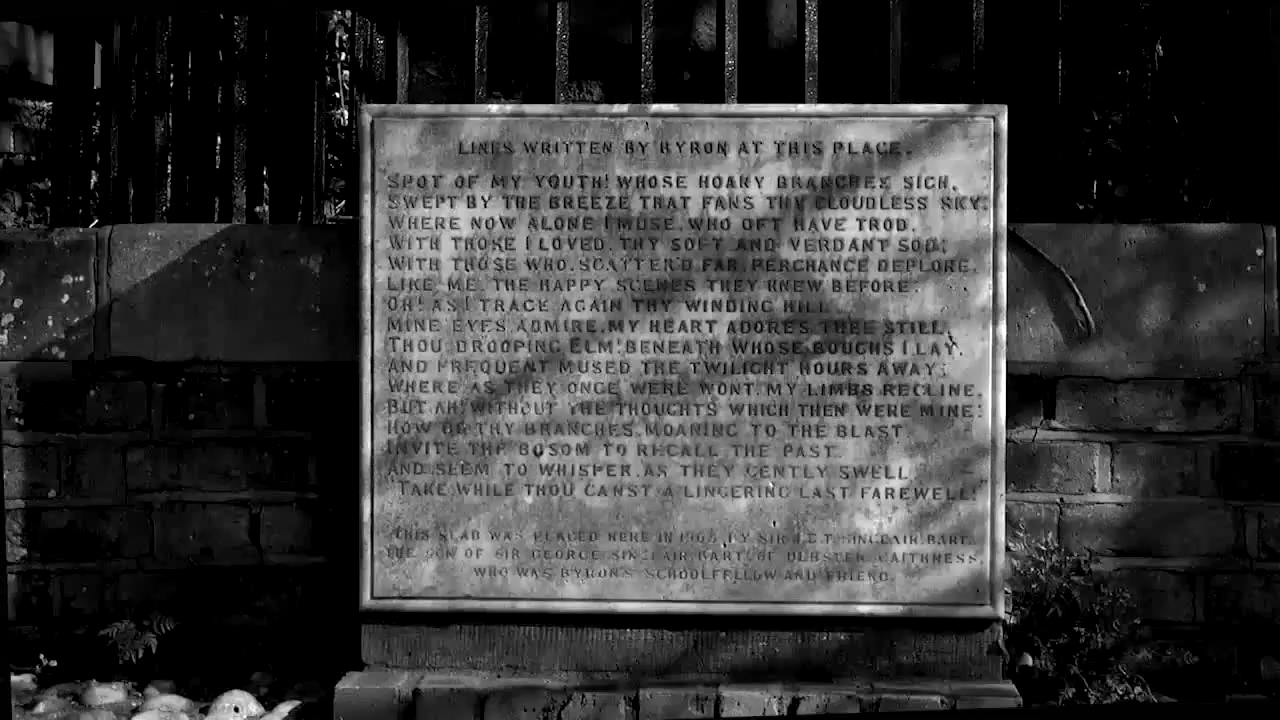 LINES WRITTEN BY BYRON AT THIS PLACE.
SPOT OF MY YOUTH! WHOSE HOARY BRANCHES SIGH,
SWEPT BY THE BREEZE THAT FANS THY CLOUDLESS SKY;
WHERE NOW ALONE I MUSE, WHO OFT HAVE TROD,
WITH THOSE I LOVED, THY SOFT AND VERDANT SOD;
WITH THOSE WHO, SCATTER'D FAR, PERCHANCE DEPLORE,
LIKE ME, THE HAPPY SCENES THEY KNEW BEFORE:
OH! AS I TRACE AGAIN THY WINDING HILL,
MINE EYES ADMIRE, MY HEART ADORES THEE STILL,
THOU DROOPING ELM! BENEATH WHOSE BOUGHS I LAY,
AND FREQUENT MUSED THE TWILIGHT HOURS AWAY;
WHERE, AS THEY ONCE WERE WONT, MY LIMBS RECLINE,
BUT AH! WITHOUT THE THOUGHTS WHICH THEN WERE MINE:
HOW DO THY BRANCHES, MOANING TO THE BLAST,
INVITE THE BOSOM TO RECALL THE PAST,
AND SEEM TO WHISPER, AS THEY GENTLY SWELL,
"TAKE WHILE THOU CANST A LINGERING LAST FAREWELL!"
THIS SLAB WAS PLACED HERE IN 1905 BY SIR J.G.T. SINCLAIR BART.
THE SON OF SIR GEORGE SINCLAIR, BART, OF ULBSTER, CAITHNESS,
WHO WAS BYRON'S SCHOOLFELLOW AND FRIEND.